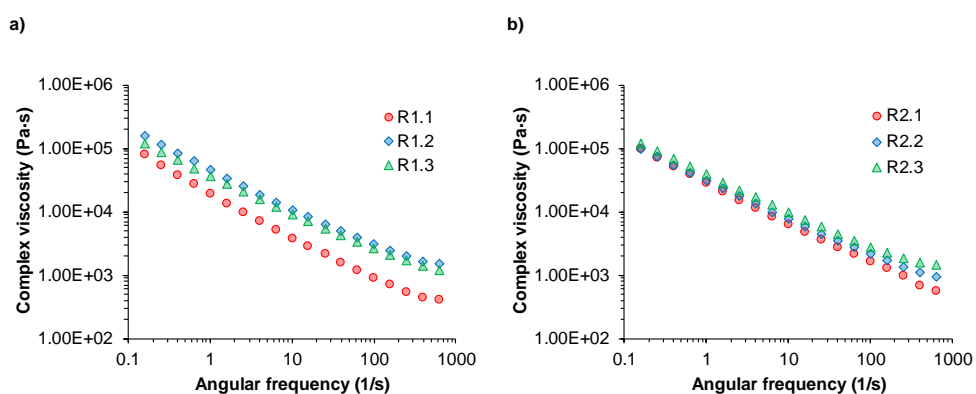 a)
1.00E+06
1.00E+05
1.00E+04
1.00E+03
1.00E+02
0.1 1 10 100 1000
Complex viscosity (Pa·s)
Angular frequency (1/s)
R1.1
R1.2
R1.3
b)
1.00E+06
1.00E+05
1.00E+04
1.00E+03
1.00E+02
0.1 1 10 100 1000
Complex viscosity (Pa·s)
Angular frequency (1/s)
R2.1
R2.2
R2.3